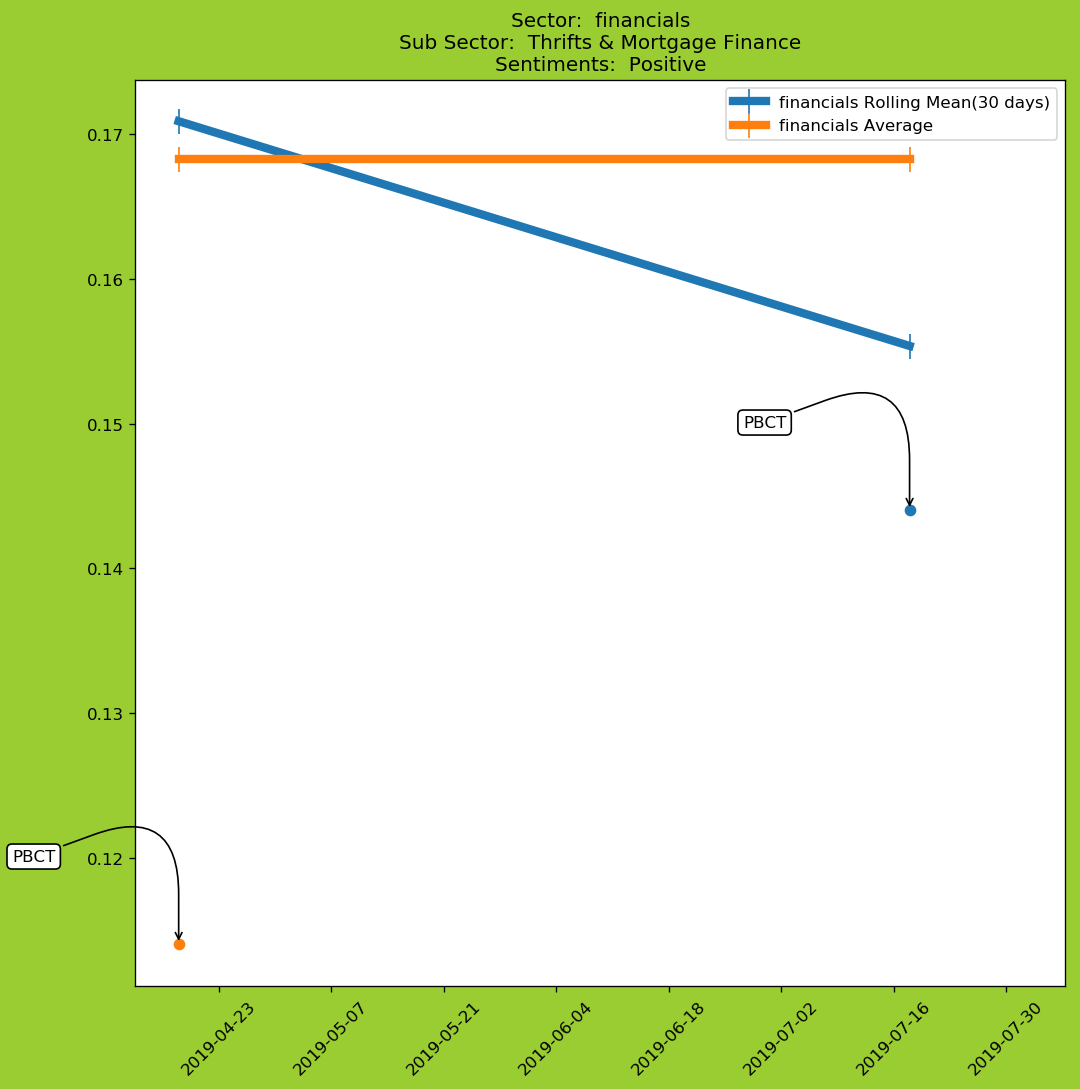 Sector:  financials
Sub Sector:  Thrifts & Mortgage Finance
Sentiments:  Positive
financials Rolling Mean(30 days)
financials Average
0.17
0.16
0.15
0.14
0.13
0.12
PBCT
PBCT
2019-04-23
2019-05-07
2019-05-21
2019-06-04
2019-06-18
2019-07-02
2019-07-16
2019-07-30